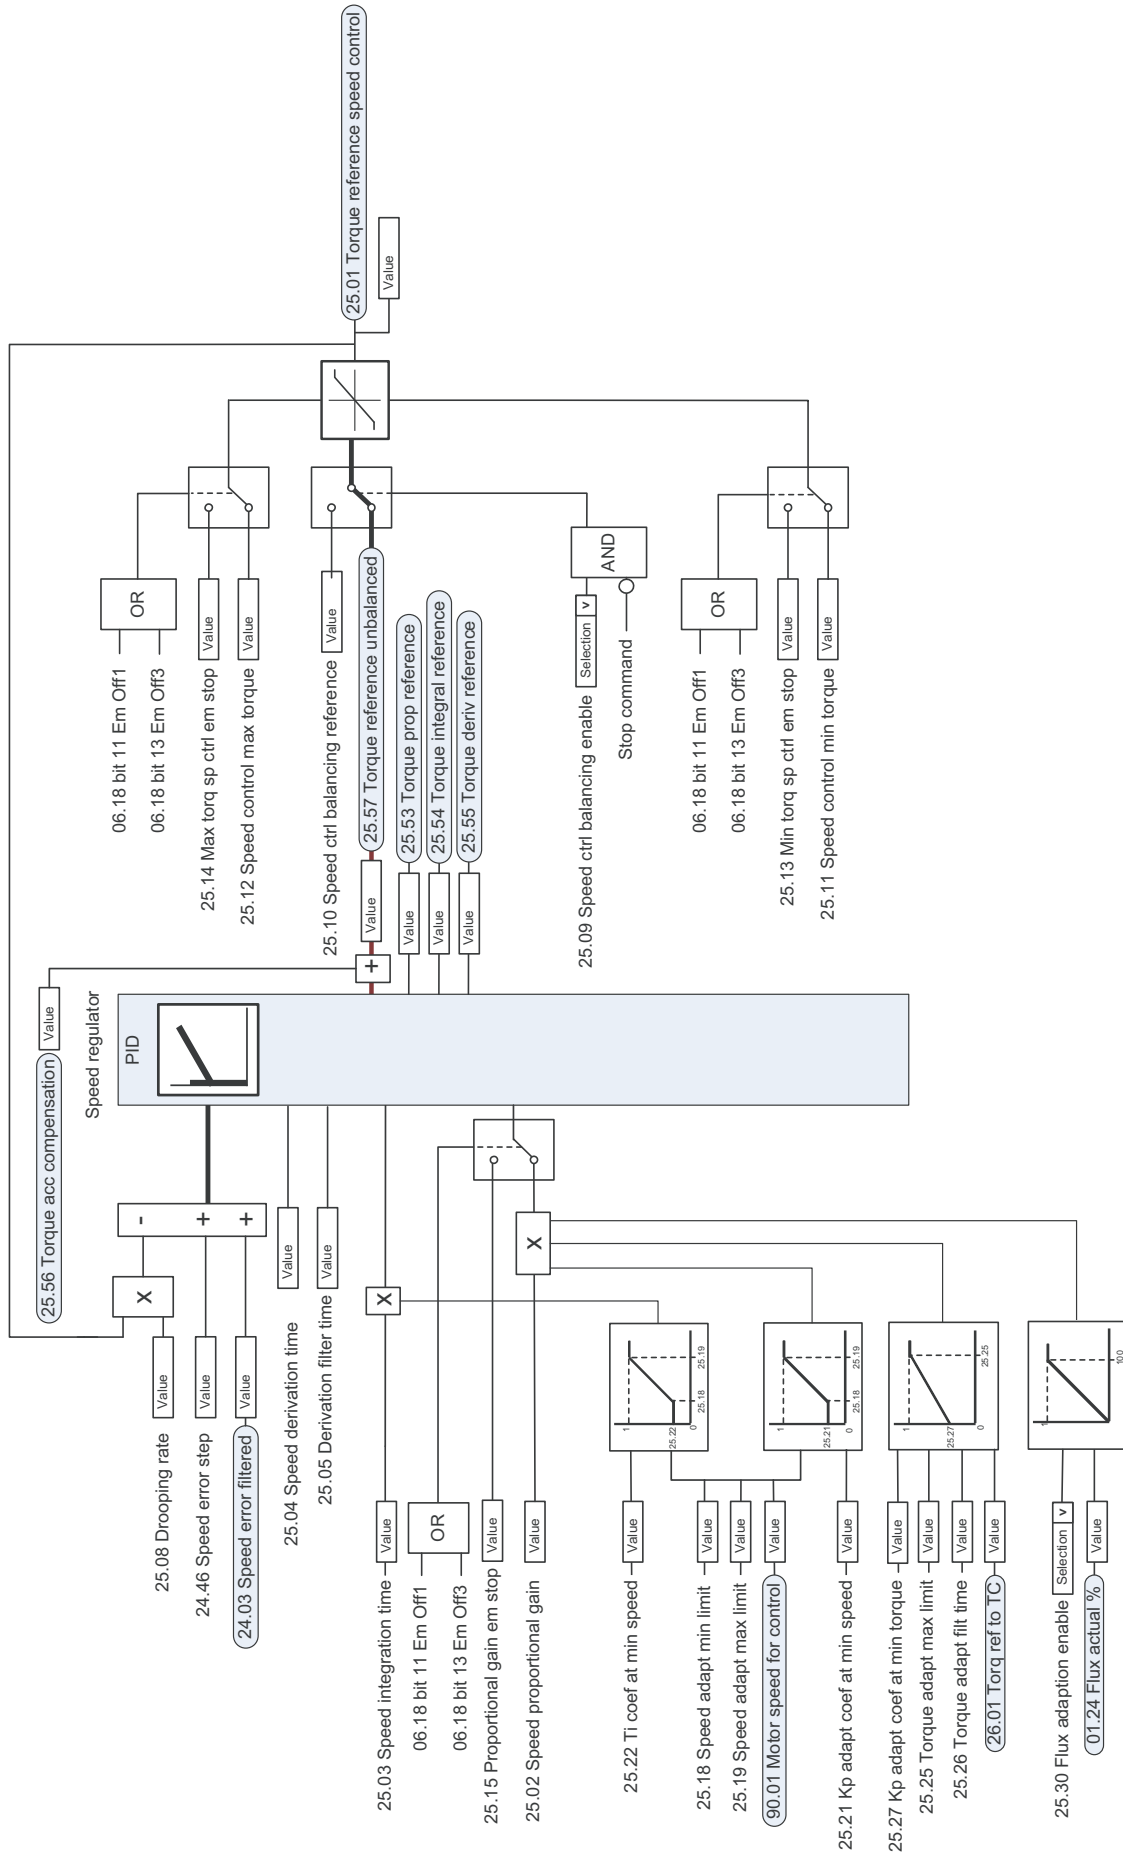 25.56 Torque acc compensation
Value
Speed regulator
PID
25.08 Drooping rate
Value
X
-
24.46 Speed error step
Value
+
24.03 Speed error filtered
Value
+
25.04 Speed derivation time
Value
25.05 Derivation filter time
Value
25.03 Speed integration time
Value
X
06.18 bit 11 Em Off1
06.18 bit 13 Em Off3
OR
25.15 Proportional gain em stop
Value
25.02 Speed proportional gain
Value
X
25.22 Ti coef at min speed
Value
1
25.22
0
25.18
25.19
25.18 Speed adapt min limit
Value
25.19 Speed adapt max limit
Value
90.01 Motor speed for control
Value
1
25.21
0
25.18
25.19
25.21 Kp adapt coef at min speed
Value
25.27 Kp adapt coef at min torque
Value
25.25 Torque adapt max limit
Value
25.26 Torque adapt filt time
Value
26.01 Torq ref to TC
Value
1
25.27
0
25.25
25.30 Flux adaption enable
Selection
v
01.24 Flux actual %
Value
1
100
06.18 bit 11 Em Off1
06.18 bit 13 Em Off3
OR
25.14 Max torq sp ctrl em stop
Value
25.12 Speed control max torque
Value
25.10 Speed ctrl balancing reference
Value
+
Value
25.57 Torque reference unbalanced
Value
25.53 Torque prop reference
Value
25.54 Torque integral reference
Value
25.55 Torque deriv reference
25.09 Speed ctrl balancing enable
Selection
v
Stop command
AND
06.18 bit 11 Em Off1
06.18 bit 13 Em Off3
OR
25.13 Min torq sp ctrl em stop
Value
25.11 Speed control min torque
Value
25.01 Torque reference speed control
Value